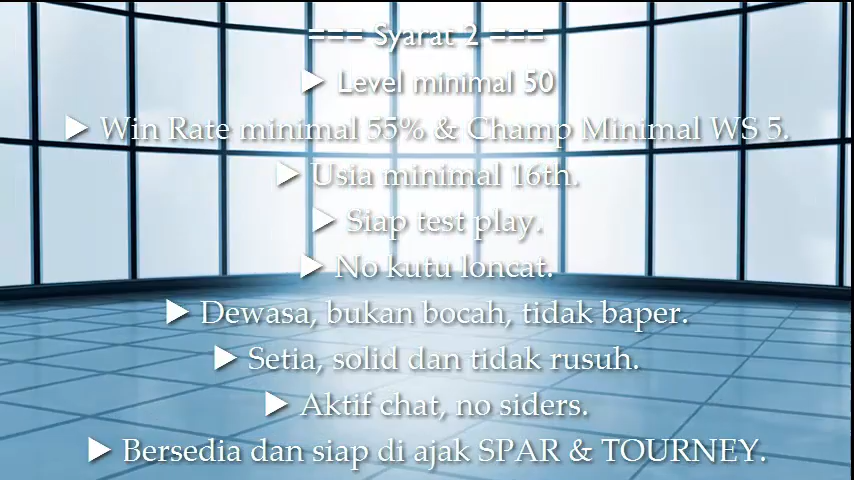 === Syarat 2 ===
► Level minimal 50
► Win Rate minimal 55% & Champ Minimal WS 5.
► Usia minimal 16th.
► Siap test play.
► No kutu loncat.
► Dewasa, bukan bocah, tidak baper.
► Setia, solid dan tidak rusuh.
► Aktif chat, no siders.
► Bersedia dan siap di ajak SPAR & TOURNEY.